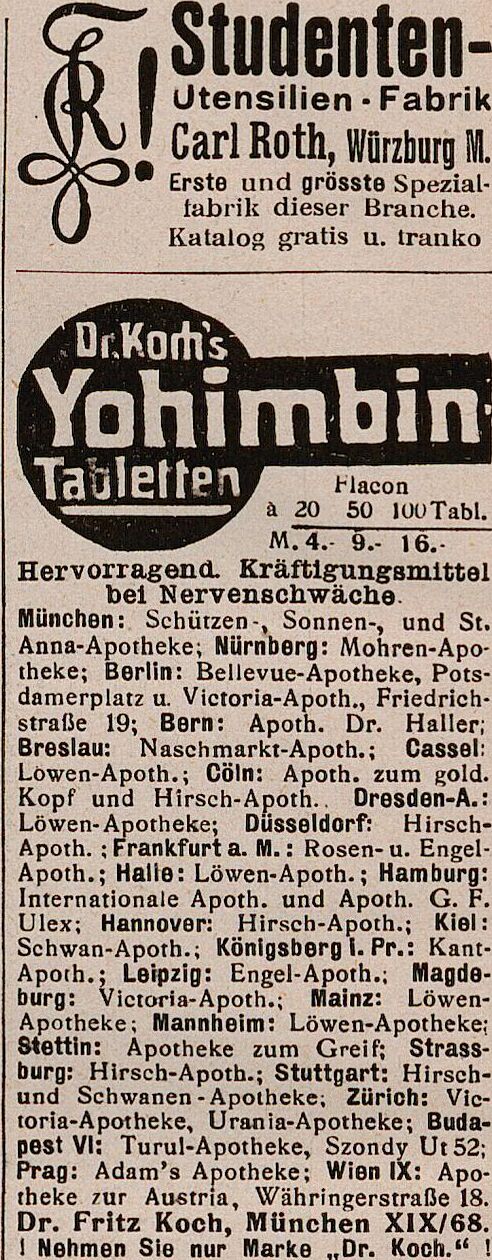 Studenten-
Utensilien-Fabrik
Carl Roth, Würzburg M.
Erste und grösste Spezial-
fabrik dieser Branche.
Katalog gratis u. franko
Dr. Koch's
Yohimbin-
Tabletten
Flacon
à 20 50 100 Tabl.
M. 4.- 9.- 16.-
Hervorragend. Kräftigungsmittel
bei Nervenschwäche.
München: Schützen-, Sonnen-, und St.
Anna-Apotheke; Nürnberg: Mohren-Apo-
theke; Berlin: Bellevue-Apotheke, Pots-
damerplatz u. Victoria-Apoth., Friedrich-
straße 19; Bern: Apoth. Dr. Haller;
Breslau: Naschmarkt-Apoth.; Cassel:
Löwen-Apoth.; Cöln: Apoth. zum gold.
Kopf und Hirsch-Apoth.. Dresden-A.:
Löwen-Apotheke; Düsseldorf: Hirsch-
Apoth.; Frankfurt a. M.: Rosen- u. Engel-
Apoth.; Halle: Löwen-Apoth.; Hamburg:
Internationale Apoth. und Apoth. G. F.
Ulex; Hannover: Hirsch-Apoth.; Kiel:
Schwan-Apoth.; Königsberg i. Pr.: Kant-
Apoth.; Leipzig: Engel-Apoth.; Magde-
burg: Victoria-Apoth.; Mainz: Löwen-
Apotheke; Mannheim: Löwen-Apotheke;
Stettin: Apotheke zum Greif; Strass-
burg: Hirsch-Apoth.; Stuttgart: Hirsch-
und Schwanen-Apotheke; Zürich: Vic-
toria-Apotheke, Urania-Apotheke; Buda-
pest VI: Turul-Apotheke, Szondy Ut 52;
Prag: Adam's Apotheke; Wien IX: Apo-
theke zur Austria, Währingerstraße 18.
Dr. Fritz Koch, München XIX/68.
! Nehmen Sie nur Marke „Dr. Koch.“ !